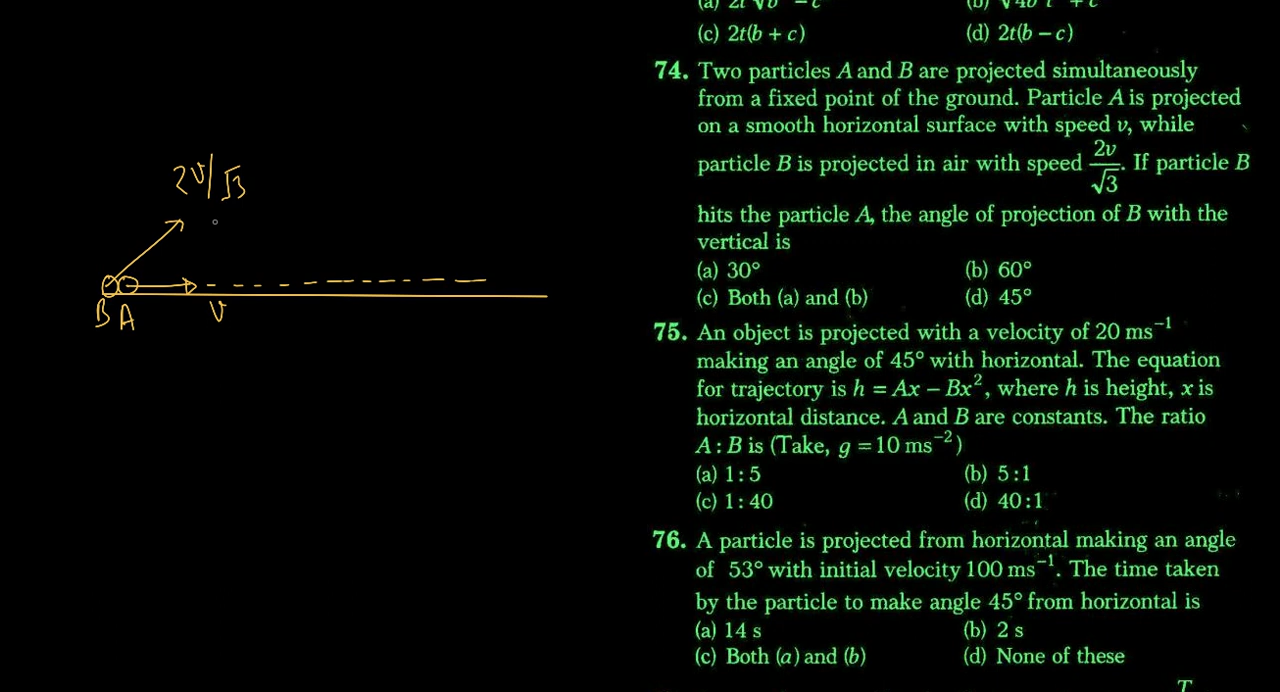 (c) 2t(b + c) (d) 2t(b − c)
74. Two particles A and B are projected simultaneously
from a fixed point of the ground. Particle A is projected
on a smooth horizontal surface with speed v, while
particle B is projected in air with speed 2v/√3. If particle B
hits the particle A, the angle of projection of B with the
vertical is
(a) 30° (b) 60°
(c) Both (a) and (b) (d) 45°
75. An object is projected with a velocity of 20 ms⁻¹
making an angle of 45° with horizontal. The equation
for trajectory is h = Ax − Bx², where h is height, x is
horizontal distance. A and B are constants. The ratio
A : B is (Take, g = 10 ms⁻²)
(a) 1 : 5 (b) 5 : 1
(c) 1 : 40 (d) 40 : 1
76. A particle is projected from horizontal making an angle
of 53° with initial velocity 100 ms⁻¹. The time taken
by the particle to make angle 45° from horizontal is
(a) 14 s (b) 2 s
(c) Both (a) and (b) (d) None of these
2v/√3
B A v